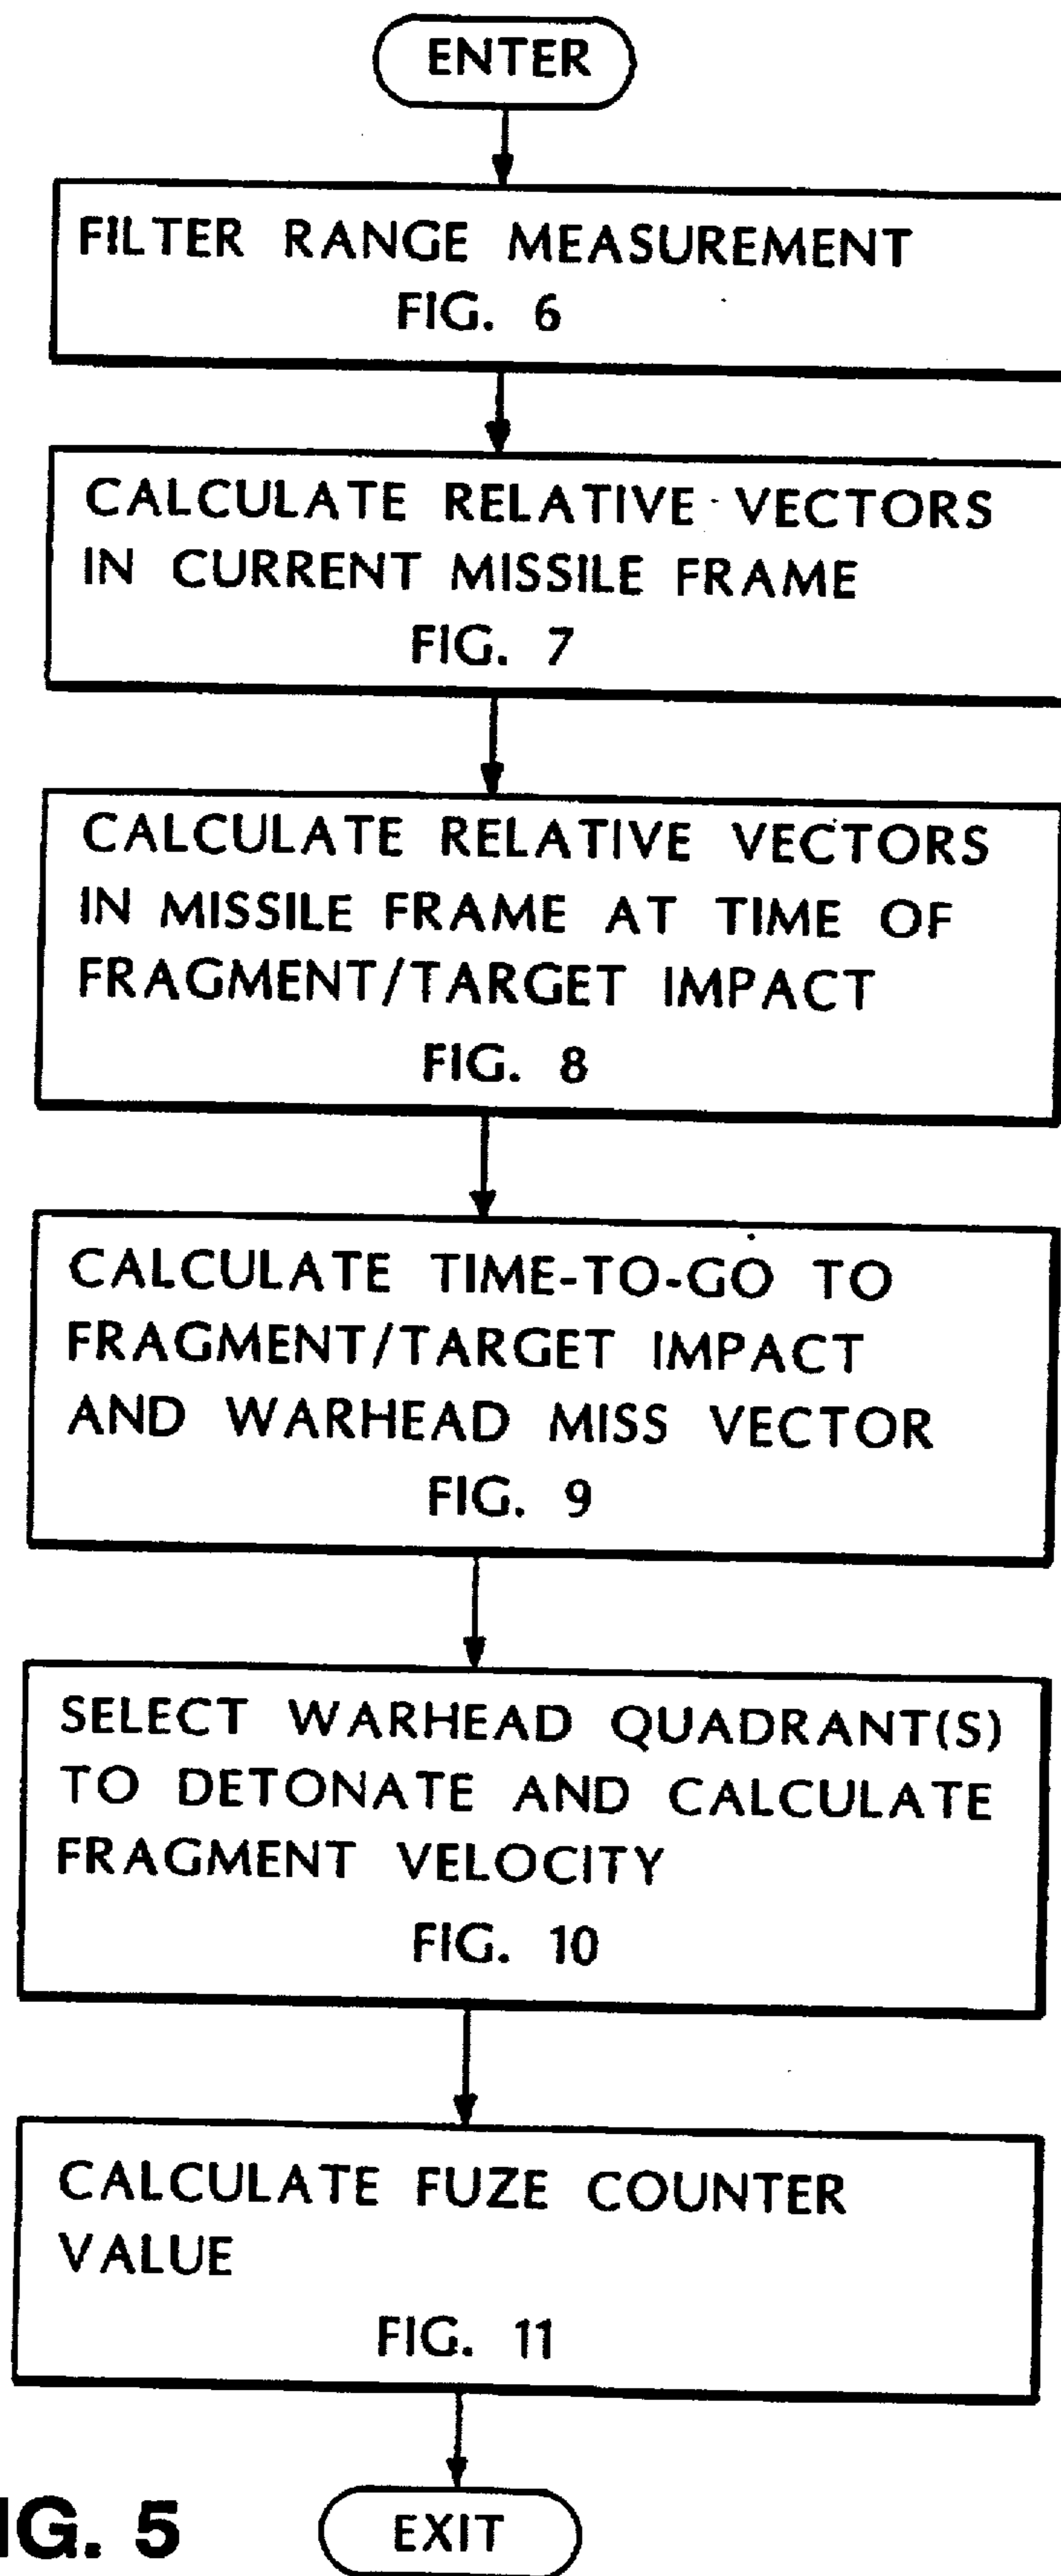 ENTER
FILTER RANGE MEASUREMENT
FIG. 6
CALCULATE RELATIVE VECTORS
IN CURRENT MISSILE FRAME
FIG. 7
CALCULATE RELATIVE VECTORS
IN MISSILE FRAME AT TIME OF
FRAGMENT/TARGET IMPACT
FIG. 8
CALCULATE TIME-TO-GO TO
FRAGMENT/TARGET IMPACT
AND WARHEAD MISS VECTOR
FIG. 9
SELECT WARHEAD QUADRANT(S)
TO DETONATE AND CALCULATE
FRAGMENT VELOCITY
FIG. 10
CALCULATE FUZE COUNTER
VALUE
FIG. 11
EXIT
IG. 5